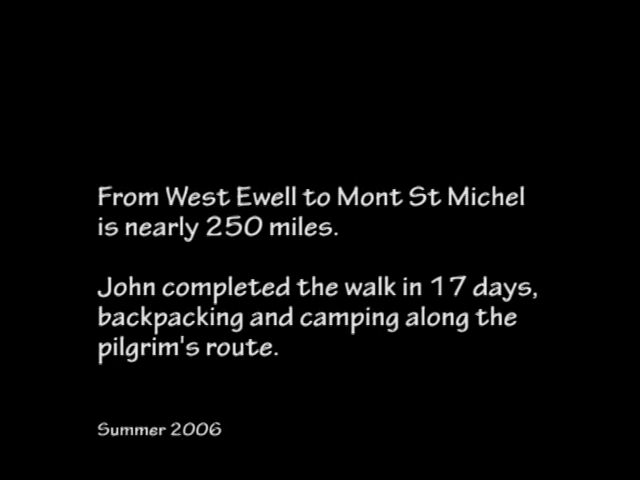 From West Ewell to Mont St Michel
is nearly 250 miles.
John completed the walk in 17 days,
backpacking and camping along the
pilgrim's route.
Summer 2006